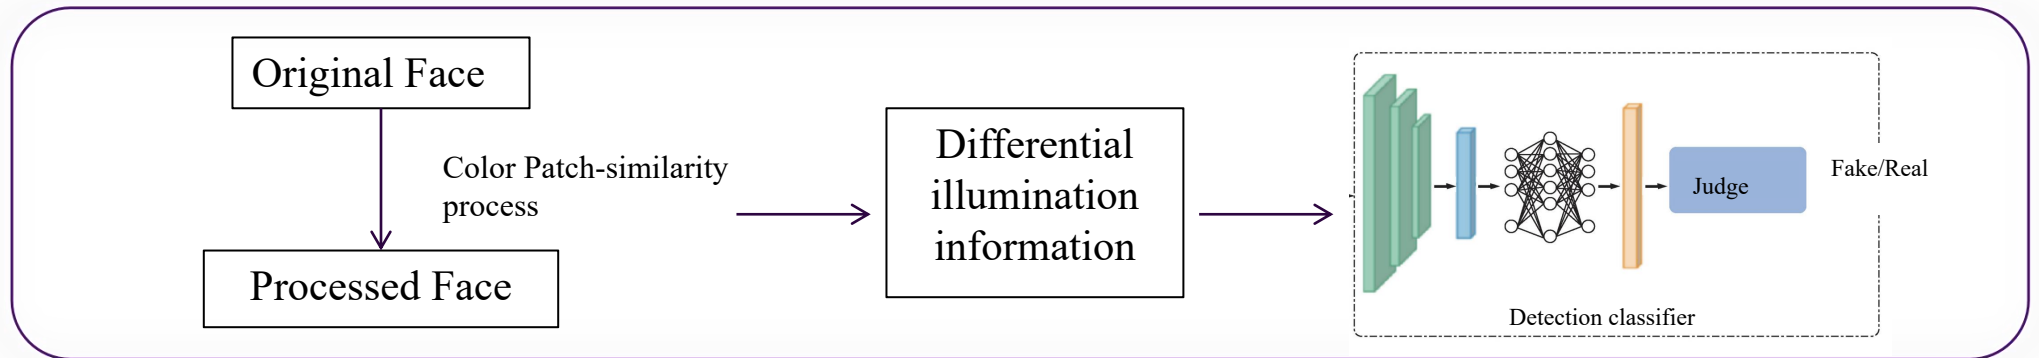 Original Face
Color Patch-similarity
process
Processed Face
Differential
illumination
information
Judge
Fake/Real
Detection classifier